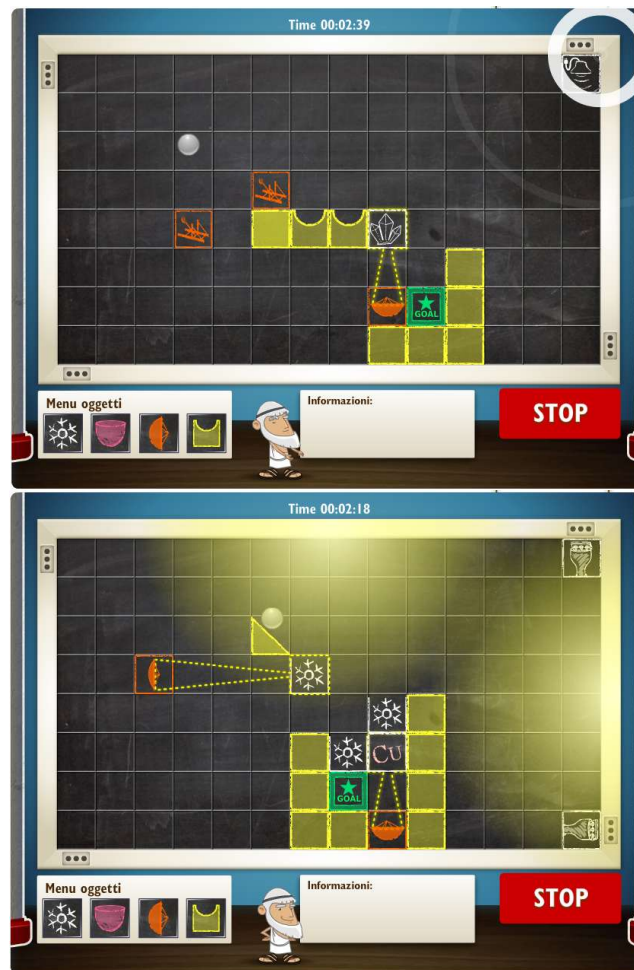 Time 00:02:39
GOAL
Menu oggetti
Informazioni:
STOP
Time 00:02:18
CU
GOAL
Menu oggetti
Informazioni:
STOP